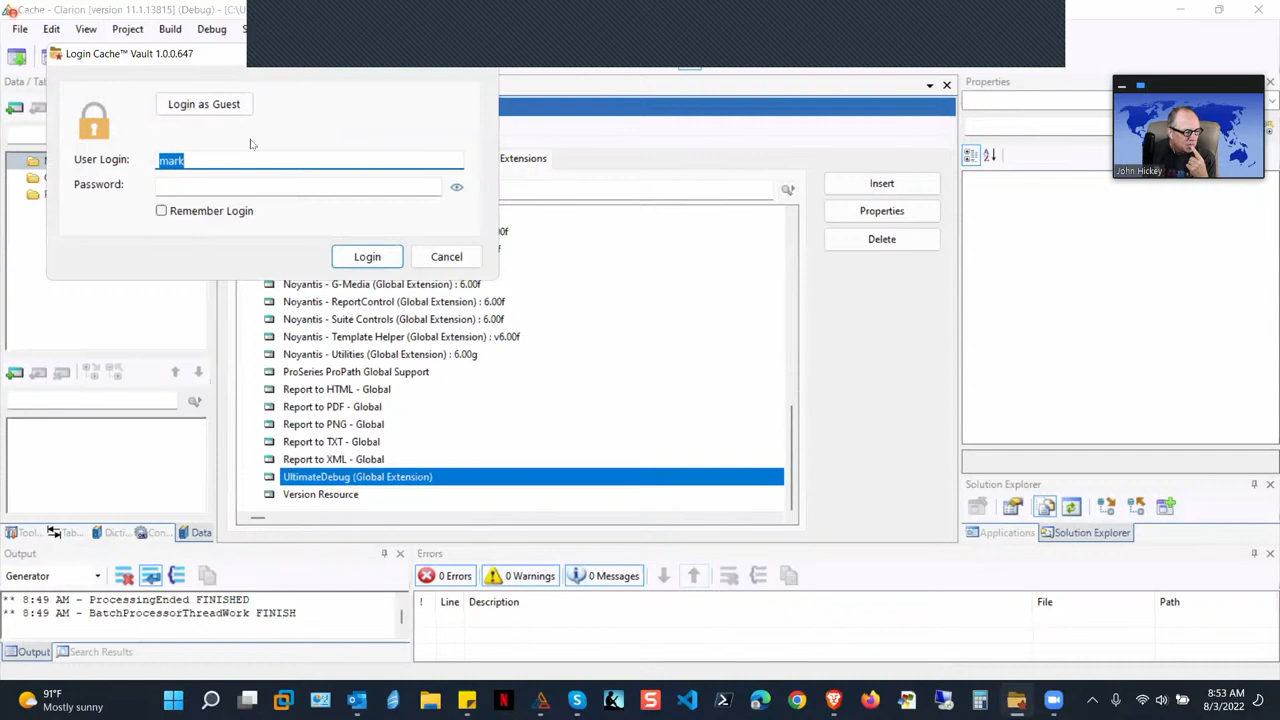 Cache - Clarion (version 11.1.13815) (Debug) - [C:\U
File Edit View Project Build Debug S
Login Cache™ Vault 1.0.0.647
Login as Guest
User Login: mark
Password:
Remember Login
Login Cancel
Data / Tab
Extensions
Insert
Properties
Delete
Properties
John Hickey
Noyantis - G-Media (Global Extension) : 6.00f
Noyantis - ReportControl (Global Extension) : 6.00f
Noyantis - Suite Controls (Global Extension) : 6.00f
Noyantis - Template Helper (Global Extension) : v6.00f
Noyantis - Utilities (Global Extension) : 6.00g
ProSeries ProPath Global Support
Report to HTML - Global
Report to PDF - Global
Report to PNG - Global
Report to TXT - Global
Report to XML - Global
UltimateDebug (Global Extension)
Version Resource
Tool... Tab... Dicti... Con... Data
Solution Explorer
Applications Solution Explorer
Output
Generator
** 8:49 AM - ProcessingEnded FINISHED
** 8:49 AM - BatchProcessorThreadWork FINISH
Output Search Results
Errors
0 Errors 0 Warnings 0 Messages
! Line Description File Path
91°F
Mostly sunny
8:53 AM
8/3/2022